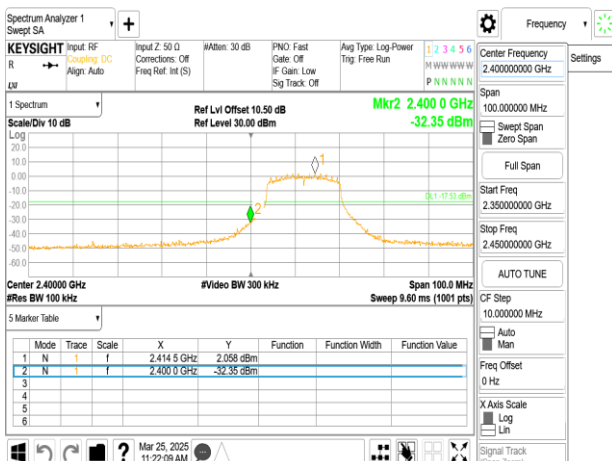 Spectrum Analyzer 1
Swept SA
+
Frequency
KEYSIGHT
Input: RF
Coupling: DC
Align: Auto
Input Z: 50 Ω
Corrections: Off
Freq Ref: Int (S)
#Atten: 30 dB
PNO: Fast
Gate: Off
IF Gain: Low
Sig Track: Off
Avg Type: Log-Power
Trig: Free Run
1 2 3 4 5 6
M W W W W W
P N N N N N
R
LXI
Center Frequency
2.400000000 GHz
Settings
Span
100.000000 MHz
Swept Span
Zero Span
Full Span
Start Freq
2.350000000 GHz
Stop Freq
2.450000000 GHz
AUTO TUNE
CF Step
10.000000 MHz
Auto
Man
Freq Offset
0 Hz
X Axis Scale
Log
Lin
Signal Track
1 Spectrum
Scale/Div 10 dB
Ref Lvl Offset 10.50 dB
Ref Level 30.00 dBm
Mkr2 2.400 0 GHz
-32.35 dBm
Log
20.0
10.0
0.00
-10.0
-20.0
-30.0
-40.0
-50.0
-60.0
1
2
DL1 -17.53 dBm
Center 2.40000 GHz
#Res BW 100 kHz
#Video BW 300 kHz
Span 100.0 MHz
Sweep 9.60 ms (1001 pts)
5 Marker Table
Mode Trace Scale X Y Function Function Width Function Value
1 N 1 f 2.414 5 GHz 2.058 dBm
2 N 1 f 2.400 0 GHz -32.35 dBm
3
4
5
6
? Mar 25, 2025
11:22:09 AM